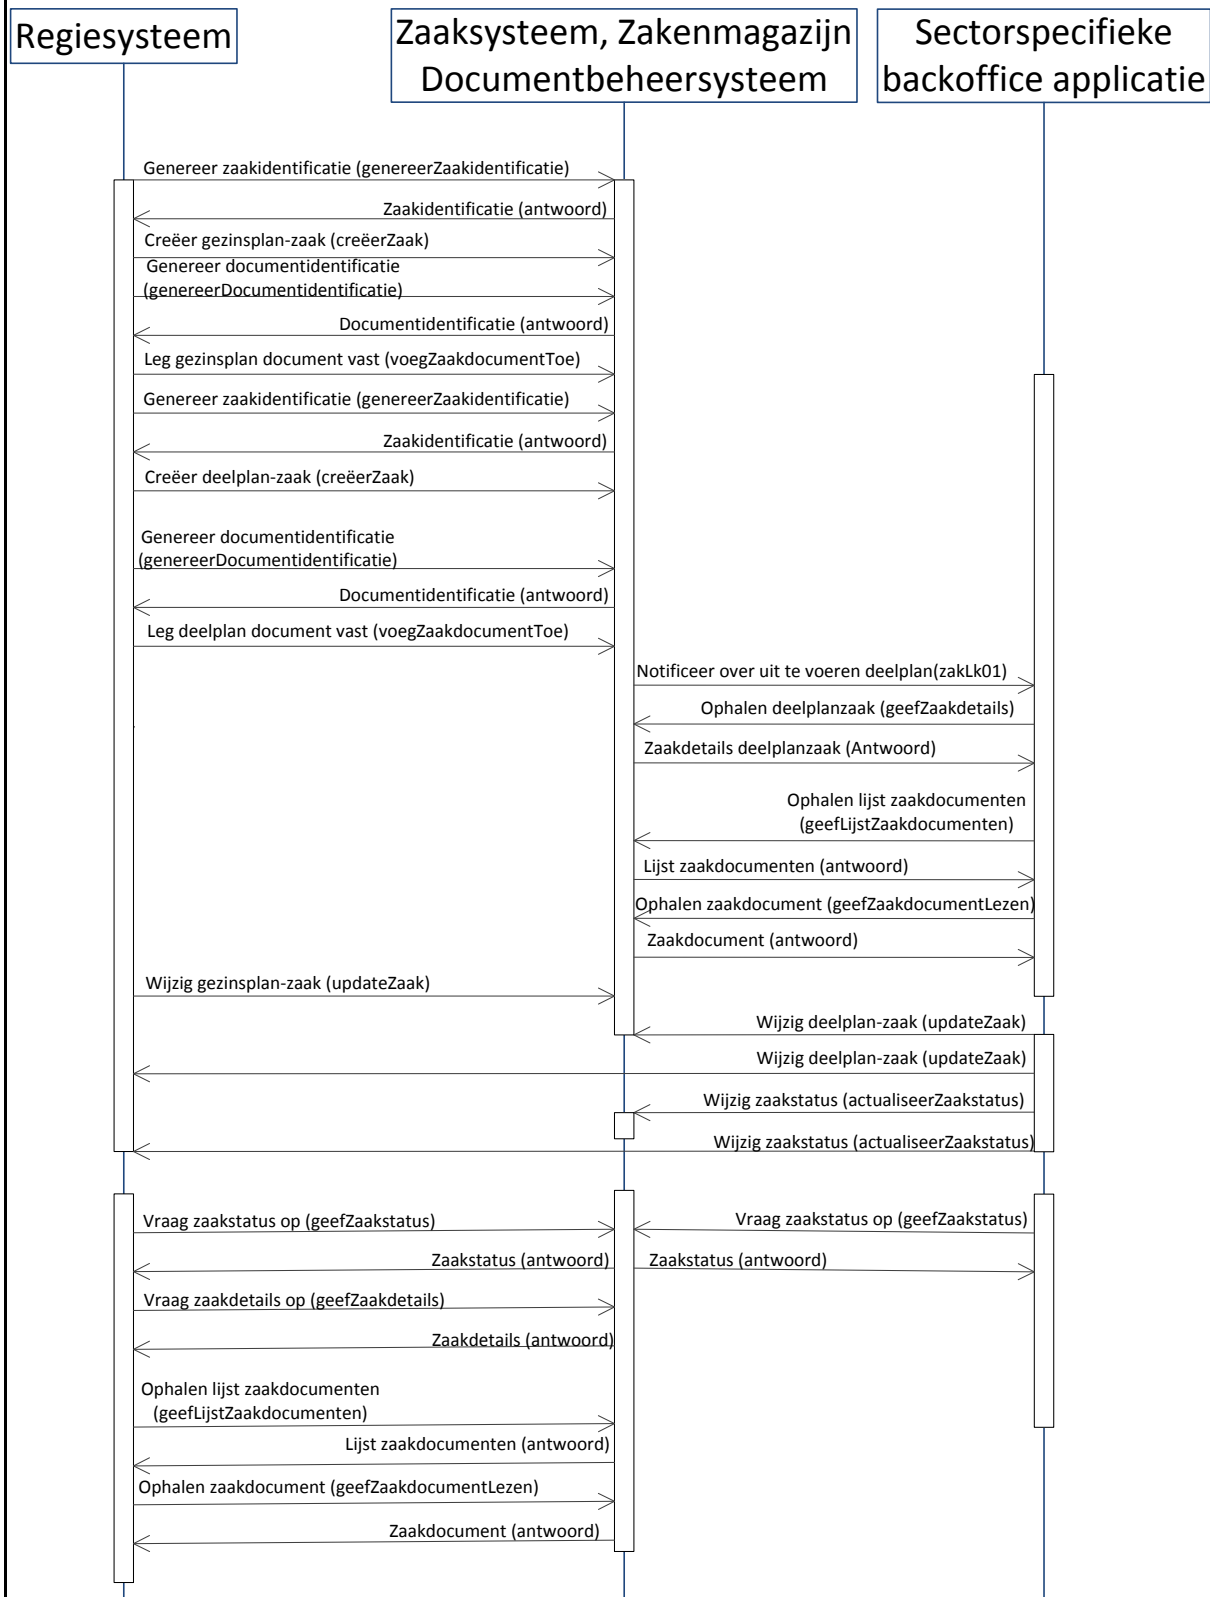 Regiesysteem
Zaaksysteem, Zakenmagazijn
Documentbeheersysteem
Sectorspecifieke
backoffice applicatie
Genereer zaakidentificatie (genereerZaakidentificatie)
Zaakidentificatie (antwoord)
Creëer gezinsplan-zaak (creëerZaak)
Genereer documentidentificatie
(genereerDocumentidentificatie)
Documentidentificatie (antwoord)
Leg gezinsplan document vast (voegZaakdocumentToe)
Genereer zaakidentificatie (genereerZaakidentificatie)
Zaakidentificatie (antwoord)
Creëer deelplan-zaak (creëerZaak)
Genereer documentidentificatie
(genereerDocumentidentificatie)
Documentidentificatie (antwoord)
Leg deelplan document vast (voegZaakdocumentToe)
Notificeer over uit te voeren deelplan(zakLk01)
Ophalen deelplanzaak (geefZaakdetails)
Zaakdetails deelplanzaak (Antwoord)
Ophalen lijst zaakdocumenten
(geefLijstZaakdocumenten)
Lijst zaakdocumenten (antwoord)
Ophalen zaakdocument (geefZaakdocumentLezen)
Zaakdocument (antwoord)
Wijzig gezinsplan-zaak (updateZaak)
Wijzig deelplan-zaak (updateZaak)
Wijzig deelplan-zaak (updateZaak)
Wijzig zaakstatus (actualiseerZaakstatus)
Wijzig zaakstatus (actualiseerZaakstatus)
Vraag zaakstatus op (geefZaakstatus)
Vraag zaakstatus op (geefZaakstatus)
Zaakstatus (antwoord)
Zaakstatus (antwoord)
Vraag zaakdetails op (geefZaakdetails)
Zaakdetails (antwoord)
Ophalen lijst zaakdocumenten
(geefLijstZaakdocumenten)
Lijst zaakdocumenten (antwoord)
Ophalen zaakdocument (geefZaakdocumentLezen)
Zaakdocument (antwoord)